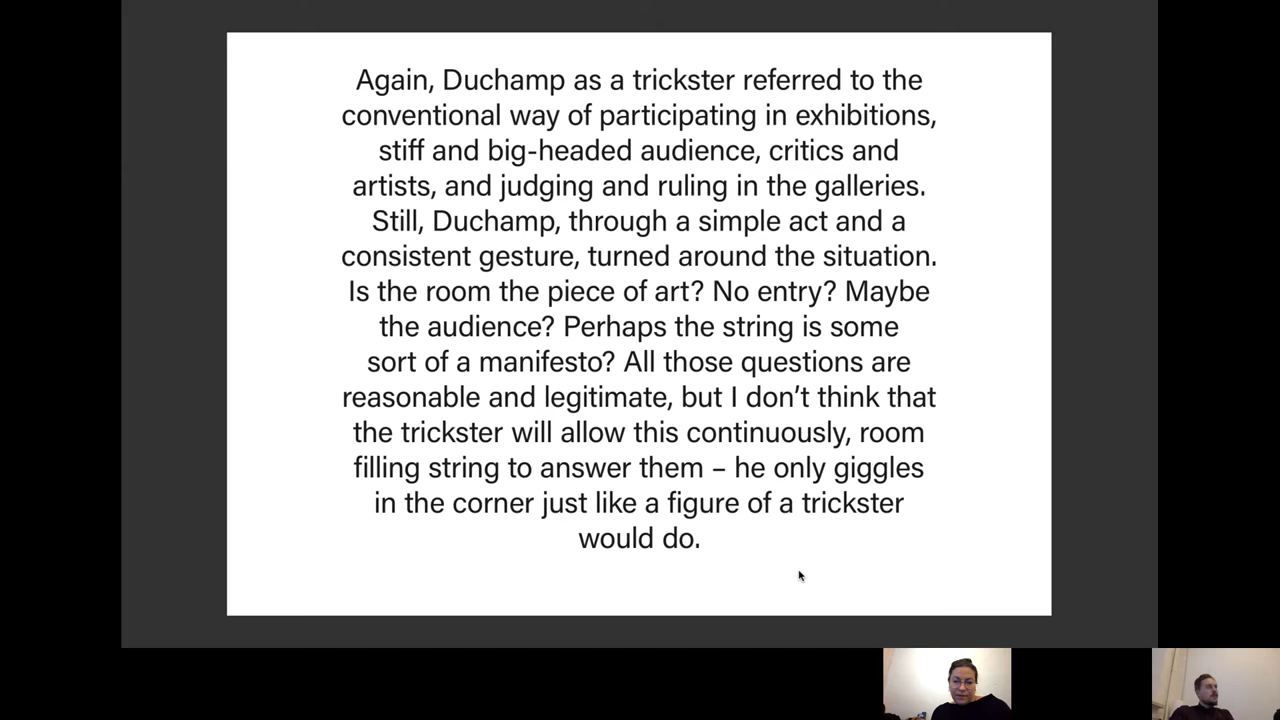 Again, Duchamp as a trickster referred to the
conventional way of participating in exhibitions,
stiff and big-headed audience, critics and
artists, and judging and ruling in the galleries.
Still, Duchamp, through a simple act and a
consistent gesture, turned around the situation.
Is the room the piece of art? No entry? Maybe
the audience? Perhaps the string is some
sort of a manifesto? All those questions are
reasonable and legitimate, but I don’t think that
the trickster will allow this continuously, room
filling string to answer them – he only giggles
in the corner just like a figure of a trickster
would do.